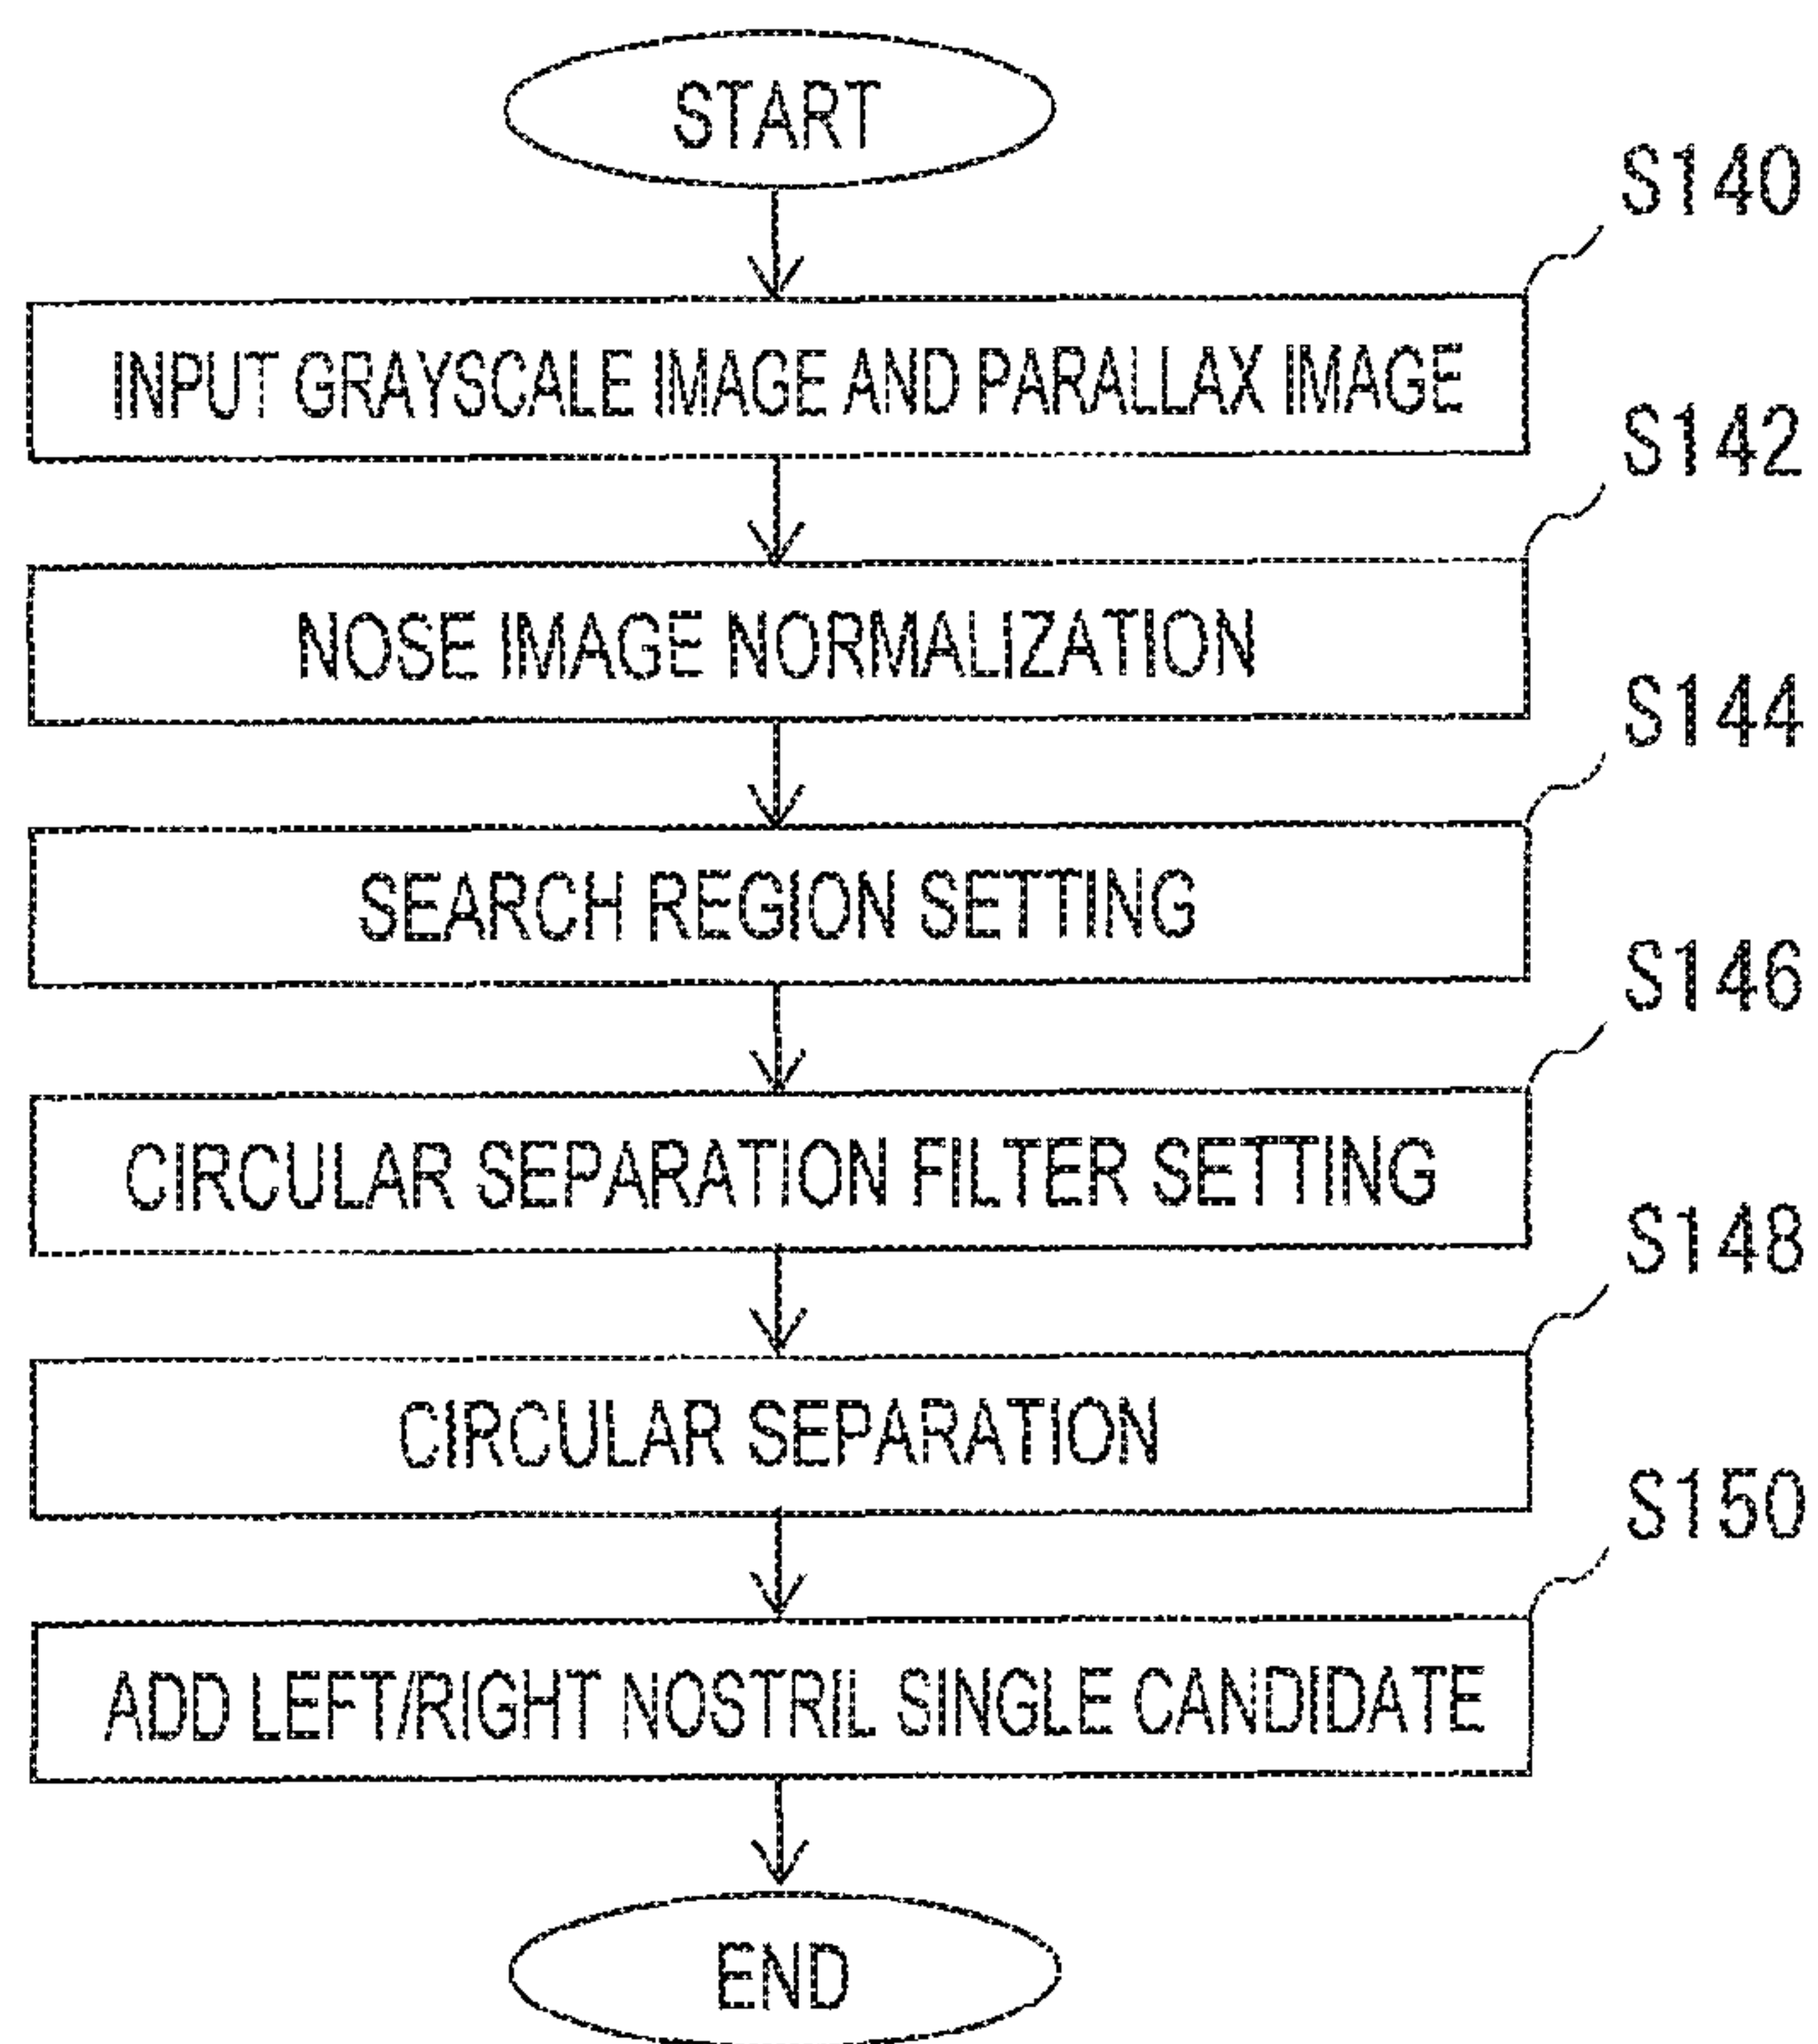 START
S140
INPUT GRAYSCALE IMAGE AND PARALLAX IMAGE
S142
NOSE IMAGE NORMALIZATION
S144
SEARCH REGION SETTING
S146
CIRCULAR SEPARATION FILTER SETTING
S148
CIRCULAR SEPARATION
S150
ADD LEFT/RIGHT NOSTRIL SINGLE CANDIDATE
END